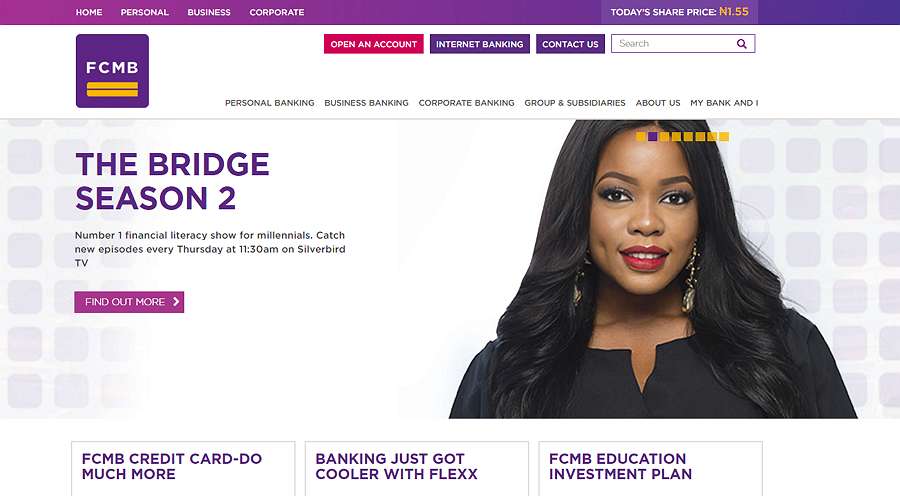 HOME PERSONAL BUSINESS CORPORATE TODAY'S SHARE PRICE: ₦1.55
OPEN AN ACCOUNT INTERNET BANKING CONTACT US Search
FCMB
PERSONAL BANKING BUSINESS BANKING CORPORATE BANKING GROUP & SUBSIDIARIES ABOUT US MY BANK AND I
THE BRIDGE
SEASON 2
Number 1 financial literacy show for millennials. Catch
new episodes every Thursday at 11:30am on Silverbird
TV
FIND OUT MORE
FCMB CREDIT CARD-DO
MUCH MORE
BANKING JUST GOT
COOLER WITH FLEXX
FCMB EDUCATION
INVESTMENT PLAN